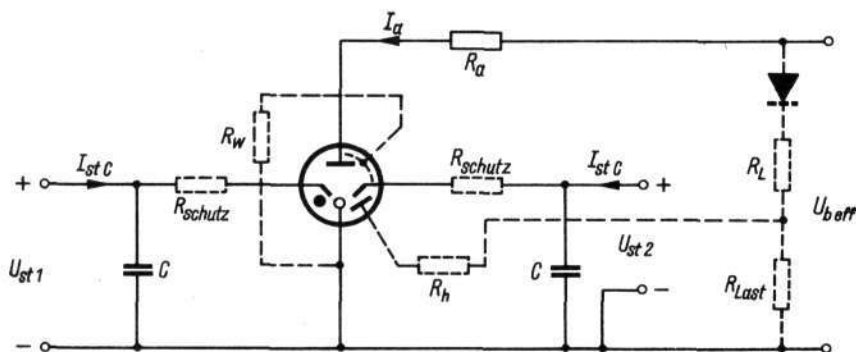 I_a
R_a
R_w
I_st C
R_schutz
R_schutz
I_st C
R_L
U_b eff
+
+
U_st 1
C
R_h
U_st 2
C
R_Last
−
−